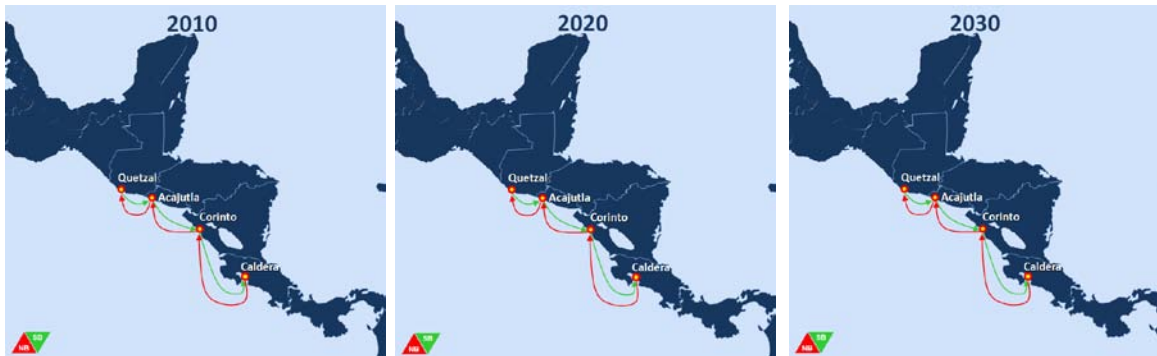 2010
Quetzal
Acajutla
Corinto
Caldera
SB
NB
2020
Quetzal
Acajutla
Corinto
Caldera
SB
NB
2030
Quetzal
Acajutla
Corinto
Caldera
SB
NB